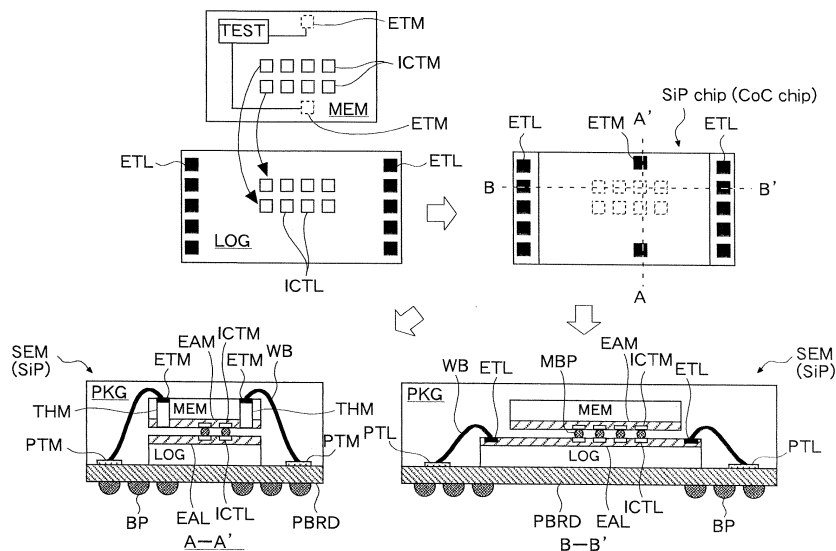 TEST
ETM
ICTM
MEM
ETM
SiP chip (CoC chip)
A'
ETL
ETM
ETL
ETL
ETL
B
B'
LOG
ICTL
A
SEM
(SiP)
ETM
EAM
ICTM
ETM
WB
PKG
MEM
THM
THM
PTM
PTM
LOG
BP
EAL
ICTL
PBRD
A-A'
SEM
(SiP)
PKG
WB
ETL
MBP
EAM
ICTM
ETL
MEM
PTL
PTL
LOG
PBRD
EAL
ICTL
BP
B-B'